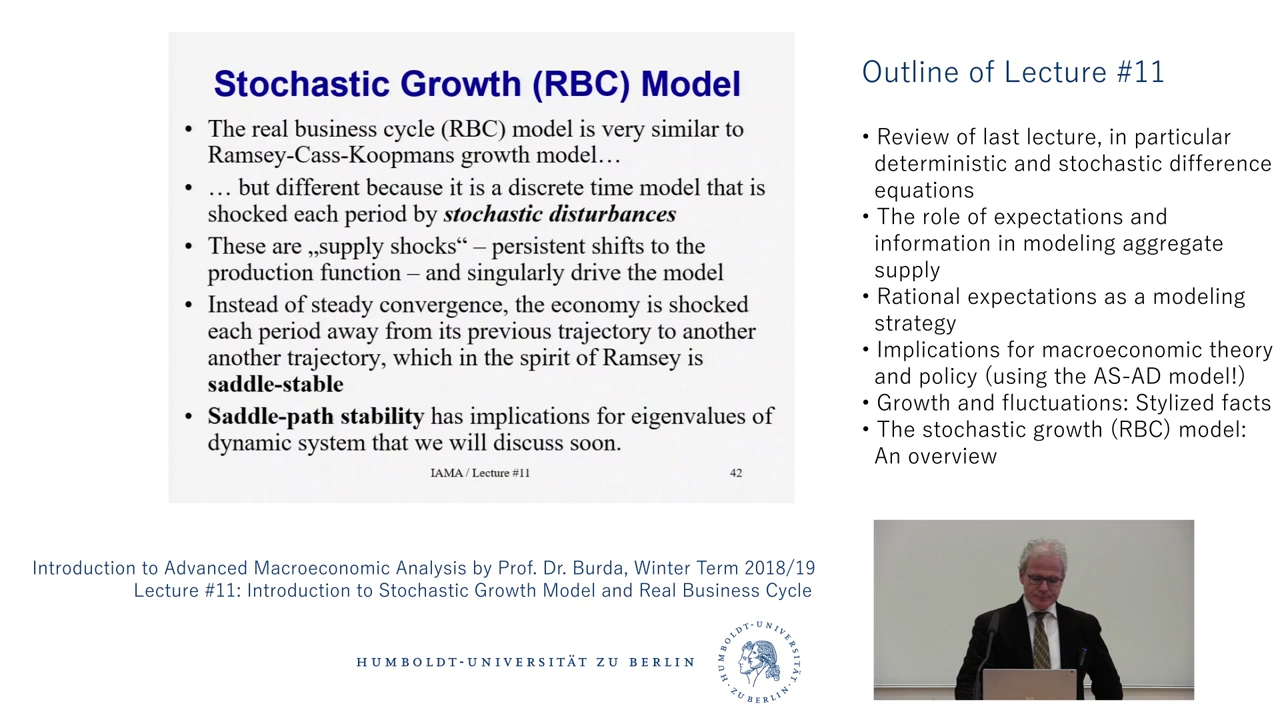 Stochastic Growth (RBC) Model
• The real business cycle (RBC) model is very similar to
Ramsey-Cass-Koopmans growth model…
• … but different because it is a discrete time model that is
shocked each period by stochastic disturbances
• These are „supply shocks“ – persistent shifts to the
production function – and singularly drive the model
• Instead of steady convergence, the economy is shocked
each period away from its previous trajectory to another
another trajectory, which in the spirit of Ramsey is
saddle-stable
• Saddle-path stability has implications for eigenvalues of
dynamic system that we will discuss soon.
IAMA / Lecture #11 42
Outline of Lecture #11
• Review of last lecture, in particular
deterministic and stochastic difference
equations
• The role of expectations and
information in modeling aggregate
supply
• Rational expectations as a modeling
strategy
• Implications for macroeconomic theory
and policy (using the AS-AD model!)
• Growth and fluctuations: Stylized facts
• The stochastic growth (RBC) model:
An overview
Introduction to Advanced Macroeconomic Analysis by Prof. Dr. Burda, Winter Term 2018/19
Lecture #11: Introduction to Stochastic Growth Model and Real Business Cycle
HUMBOLDT-UNIVERSITÄT ZU BERLIN
HUMBOLDT-UNIVERSITÄT ZU BERLIN